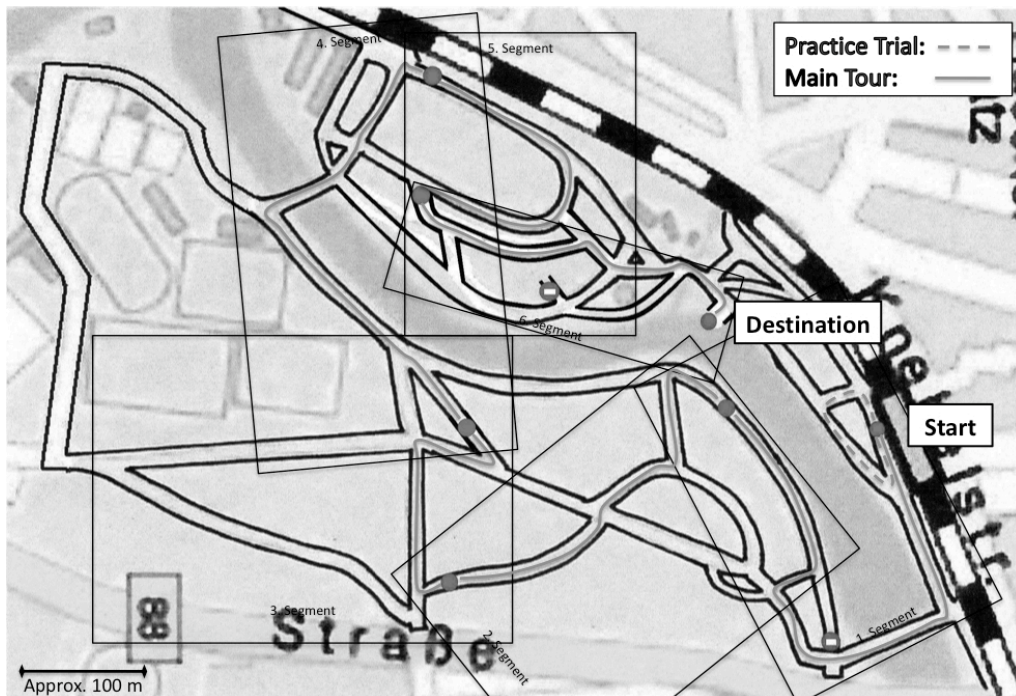 4. Segment
5. Segment
Practice Trial:
Main Tour:
6. Segment
Destination
Start
88
3. Segment
Straße
2. Segment
1. Segment
Approx. 100 m